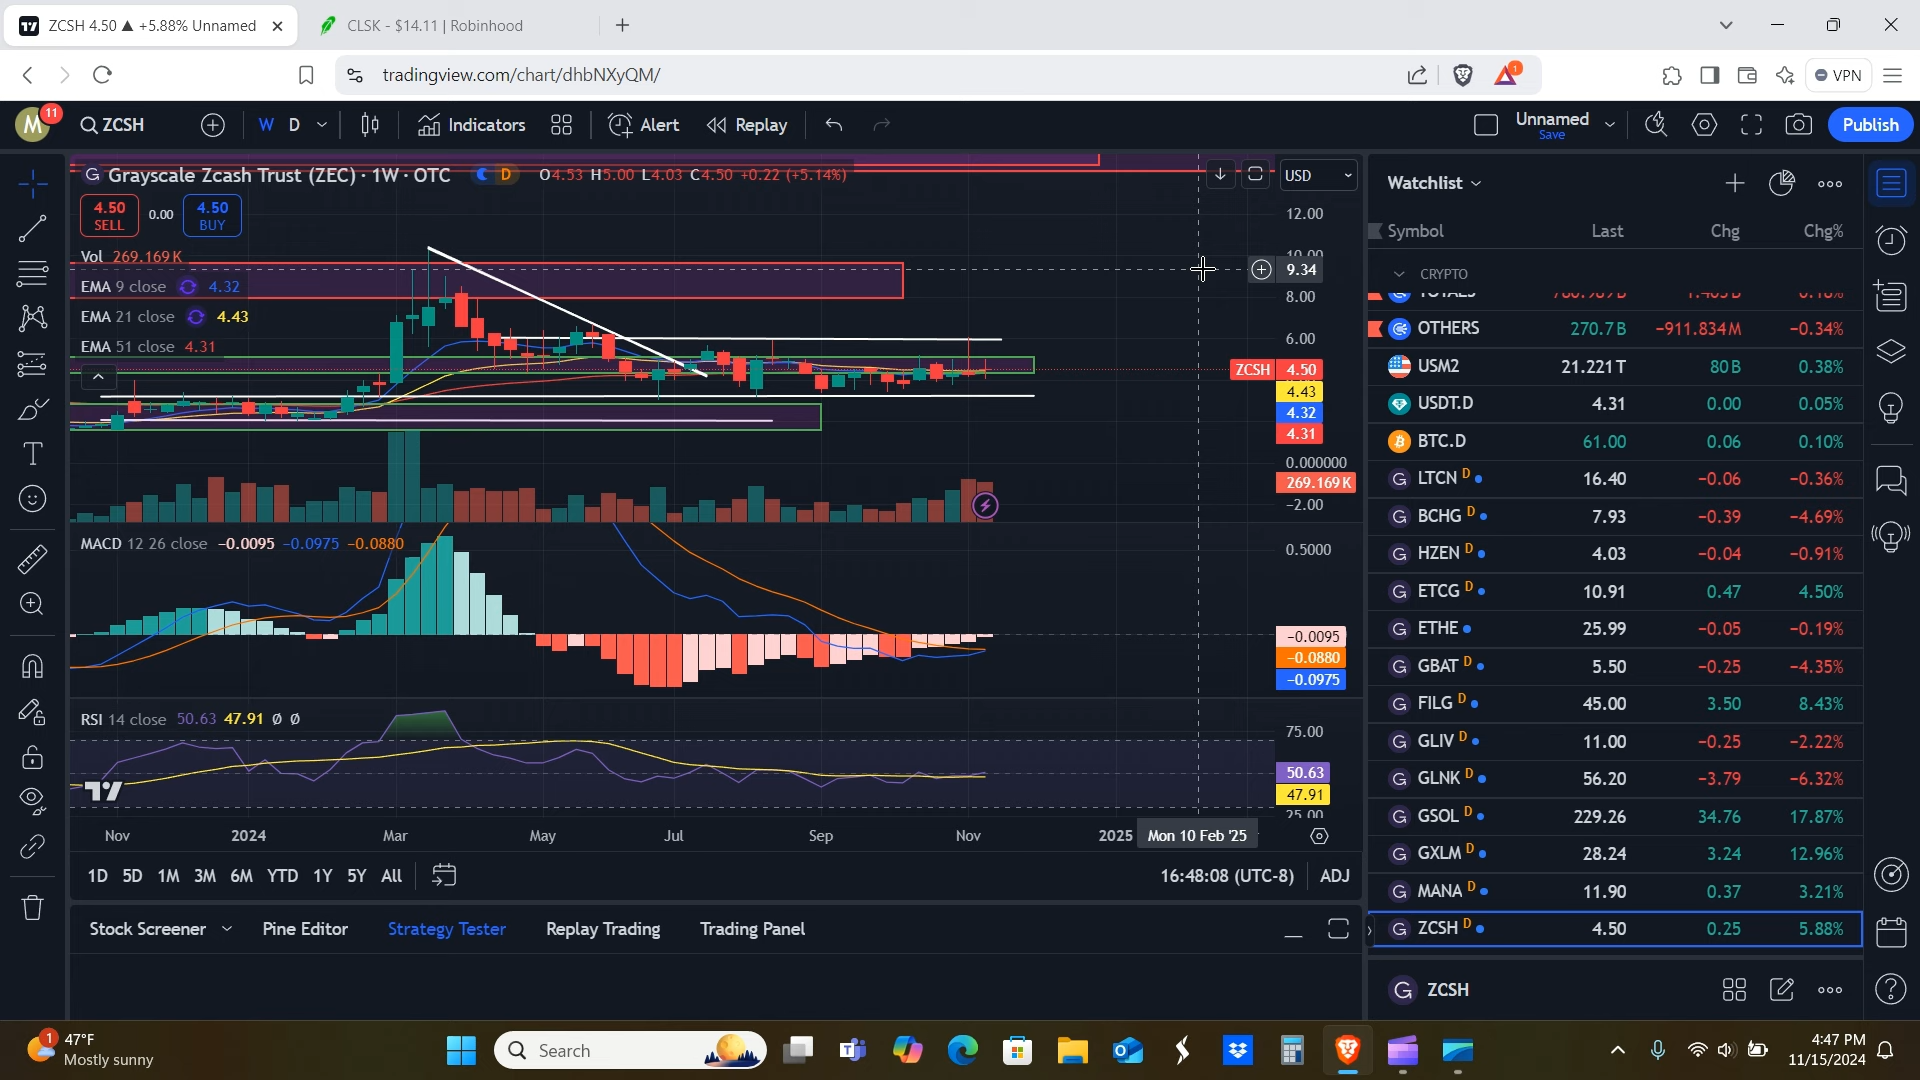 ZCSH 4.50 ▲ +5.88% Unnamed
CLSK - $14.11 | Robinhood
tradingview.com/chart/dhbNXyQM/
1
VPN
M
11
ZCSH
W
D
Indicators
Alert
Replay
Unnamed
Save
Publish
Grayscale Zcash Trust (ZEC) · 1W · OTC
D
O4.53 H5.00 L4.03 C4.50 +0.22 (+5.14%)
USD
4.50
SELL
0.00
4.50
BUY
Vol 269.169K
EMA 9 close 4.32
EMA 21 close 4.43
EMA 51 close 4.31
12.00
10.00
9.34
8.00
6.00
ZCSH 4.50
4.43
4.32
4.31
0.000000
269.169K
-2.00
MACD 12 26 close -0.0095 -0.0975 -0.0880
0.5000
-0.0095
-0.0880
-0.0975
RSI 14 close 50.63 47.91 Ø Ø
75.00
50.63
47.91
25.00
Nov 2024 Mar May Jul Sep Nov 2025 Mon 10 Feb '25
1D 5D 1M 3M 6M YTD 1Y 5Y All
16:48:08 (UTC-8) ADJ
Stock Screener Pine Editor Strategy Tester Replay Trading Trading Panel
Watchlist
Symbol Last Chg Chg%
CRYPTO
OTHERS 270.7B -911.834M -0.34%
USM2 21.221T 80B 0.38%
USDT.D 4.31 0.00 0.05%
BTC.D 61.00 0.06 0.10%
LTCN D 16.40 -0.06 -0.36%
BCHG D 7.93 -0.39 -4.69%
HZEN D 4.03 -0.04 -0.91%
ETCG D 10.91 0.47 4.50%
ETHE 25.99 -0.05 -0.19%
GBAT D 5.50 -0.25 -4.35%
FILG D 45.00 3.50 8.43%
GLIV D 11.00 -0.25 -2.22%
GLNK D 56.20 -3.79 -6.32%
GSOL D 229.26 34.76 17.87%
GXLM D 28.24 3.24 12.96%
MANA D 11.90 0.37 3.21%
ZCSH D 4.50 0.25 5.88%
ZCSH
1
47°F
Mostly sunny
Search
4:47 PM
11/15/2024